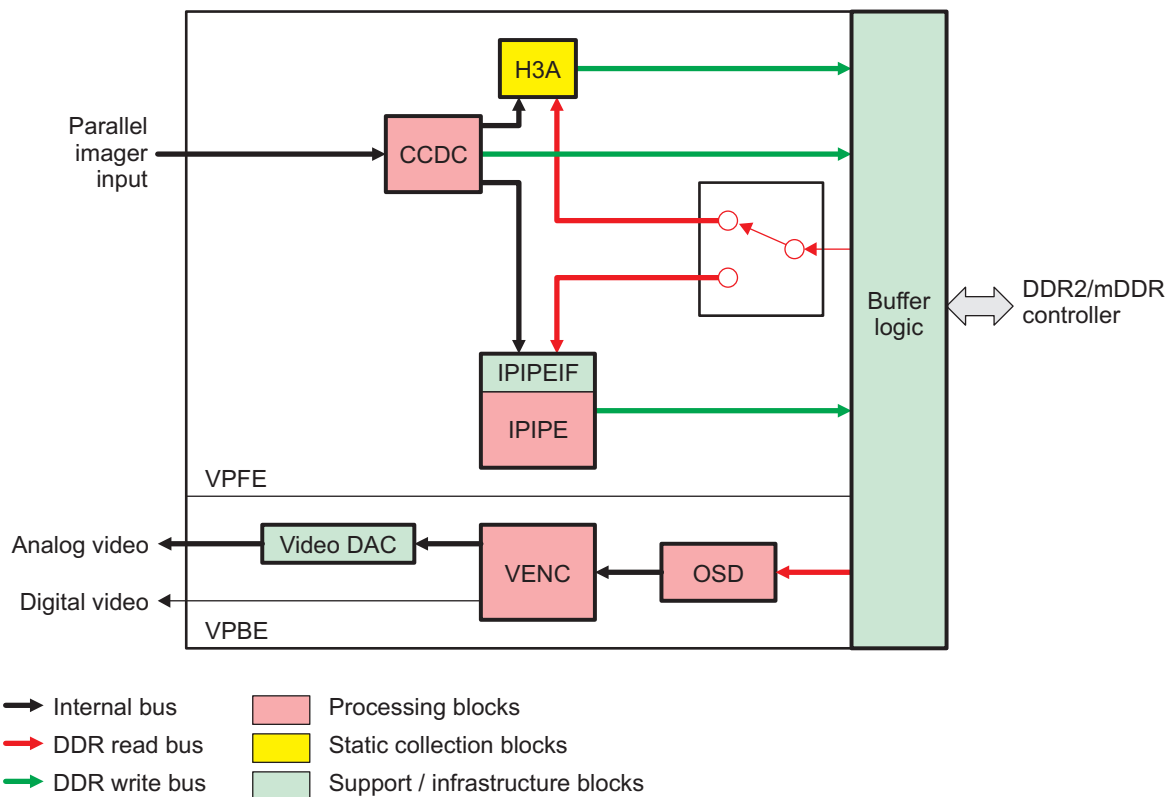 H3A
Parallel
imager
input
CCDC
Buffer
logic
DDR2/mDDR
controller
IPIPEIF
IPIPE
VPFE
Analog video
Video DAC
VENC
OSD
Digital video
VPBE
Internal bus
Processing blocks
DDR read bus
Static collection blocks
DDR write bus
Support / infrastructure blocks